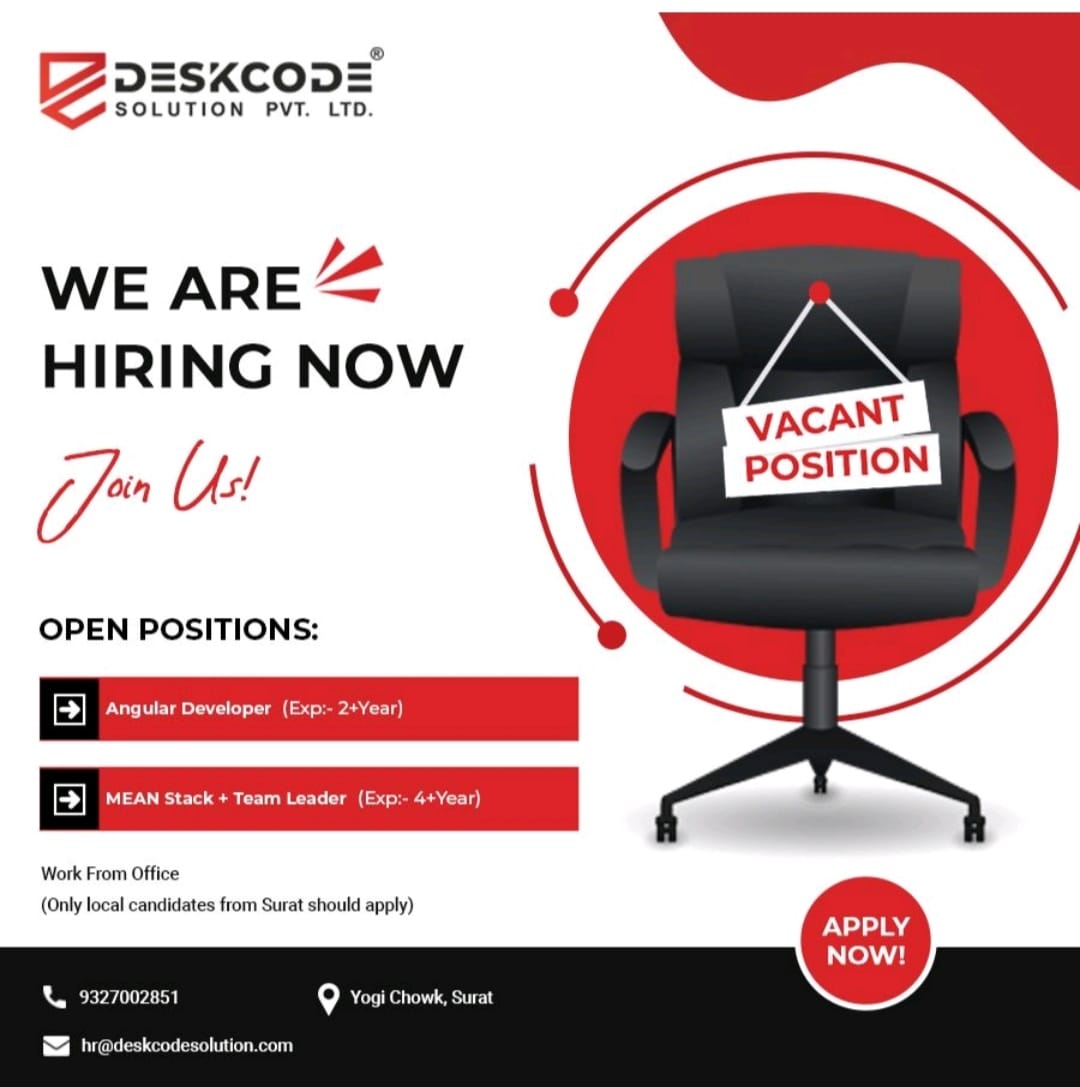 DESKCODE®
SOLUTION PVT. LTD.
WE ARE
HIRING NOW
Join Us!
VACANT
POSITION
OPEN POSITIONS:
Angular Developer (Exp:- 2+Year)
MEAN Stack + Team Leader (Exp:- 4+Year)
Work From Office
(Only local candidates from Surat should apply)
APPLY
NOW!
9327002851
Yogi Chowk, Surat
hr@deskcodesolution.com